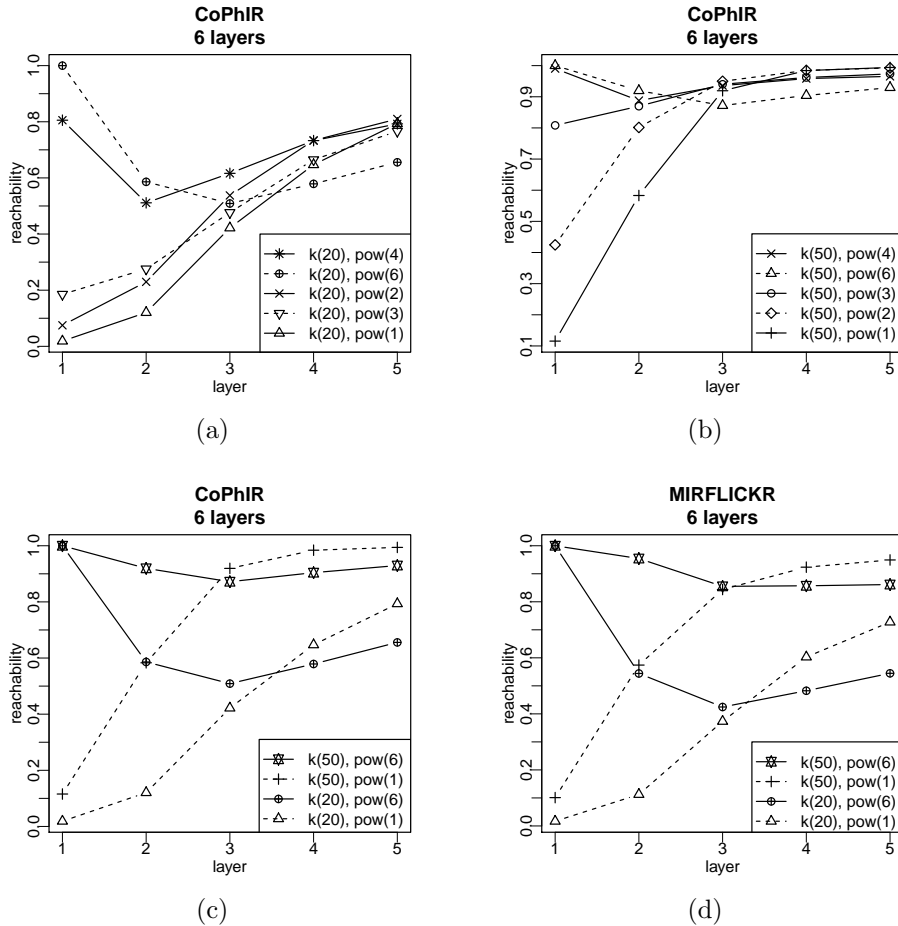 CoPhIR
6 layers
reachability
0.0
0.2
0.4
0.6
0.8
1.0
k(20), pow(4)
k(20), pow(6)
k(20), pow(2)
k(20), pow(3)
k(20), pow(1)
1 2 3 4 5
layer
(a)
CoPhIR
6 layers
reachability
0.1
0.3
0.5
0.7
0.9
k(50), pow(4)
k(50), pow(6)
k(50), pow(3)
k(50), pow(2)
k(50), pow(1)
1 2 3 4 5
layer
(b)
CoPhIR
6 layers
reachability
0.0
0.2
0.4
0.6
0.8
1.0
k(50), pow(6)
k(50), pow(1)
k(20), pow(6)
k(20), pow(1)
1 2 3 4 5
layer
(c)
MIRFLICKR
6 layers
reachability
0.0
0.2
0.4
0.6
0.8
1.0
k(50), pow(6)
k(50), pow(1)
k(20), pow(6)
k(20), pow(1)
1 2 3 4 5
layer
(d)